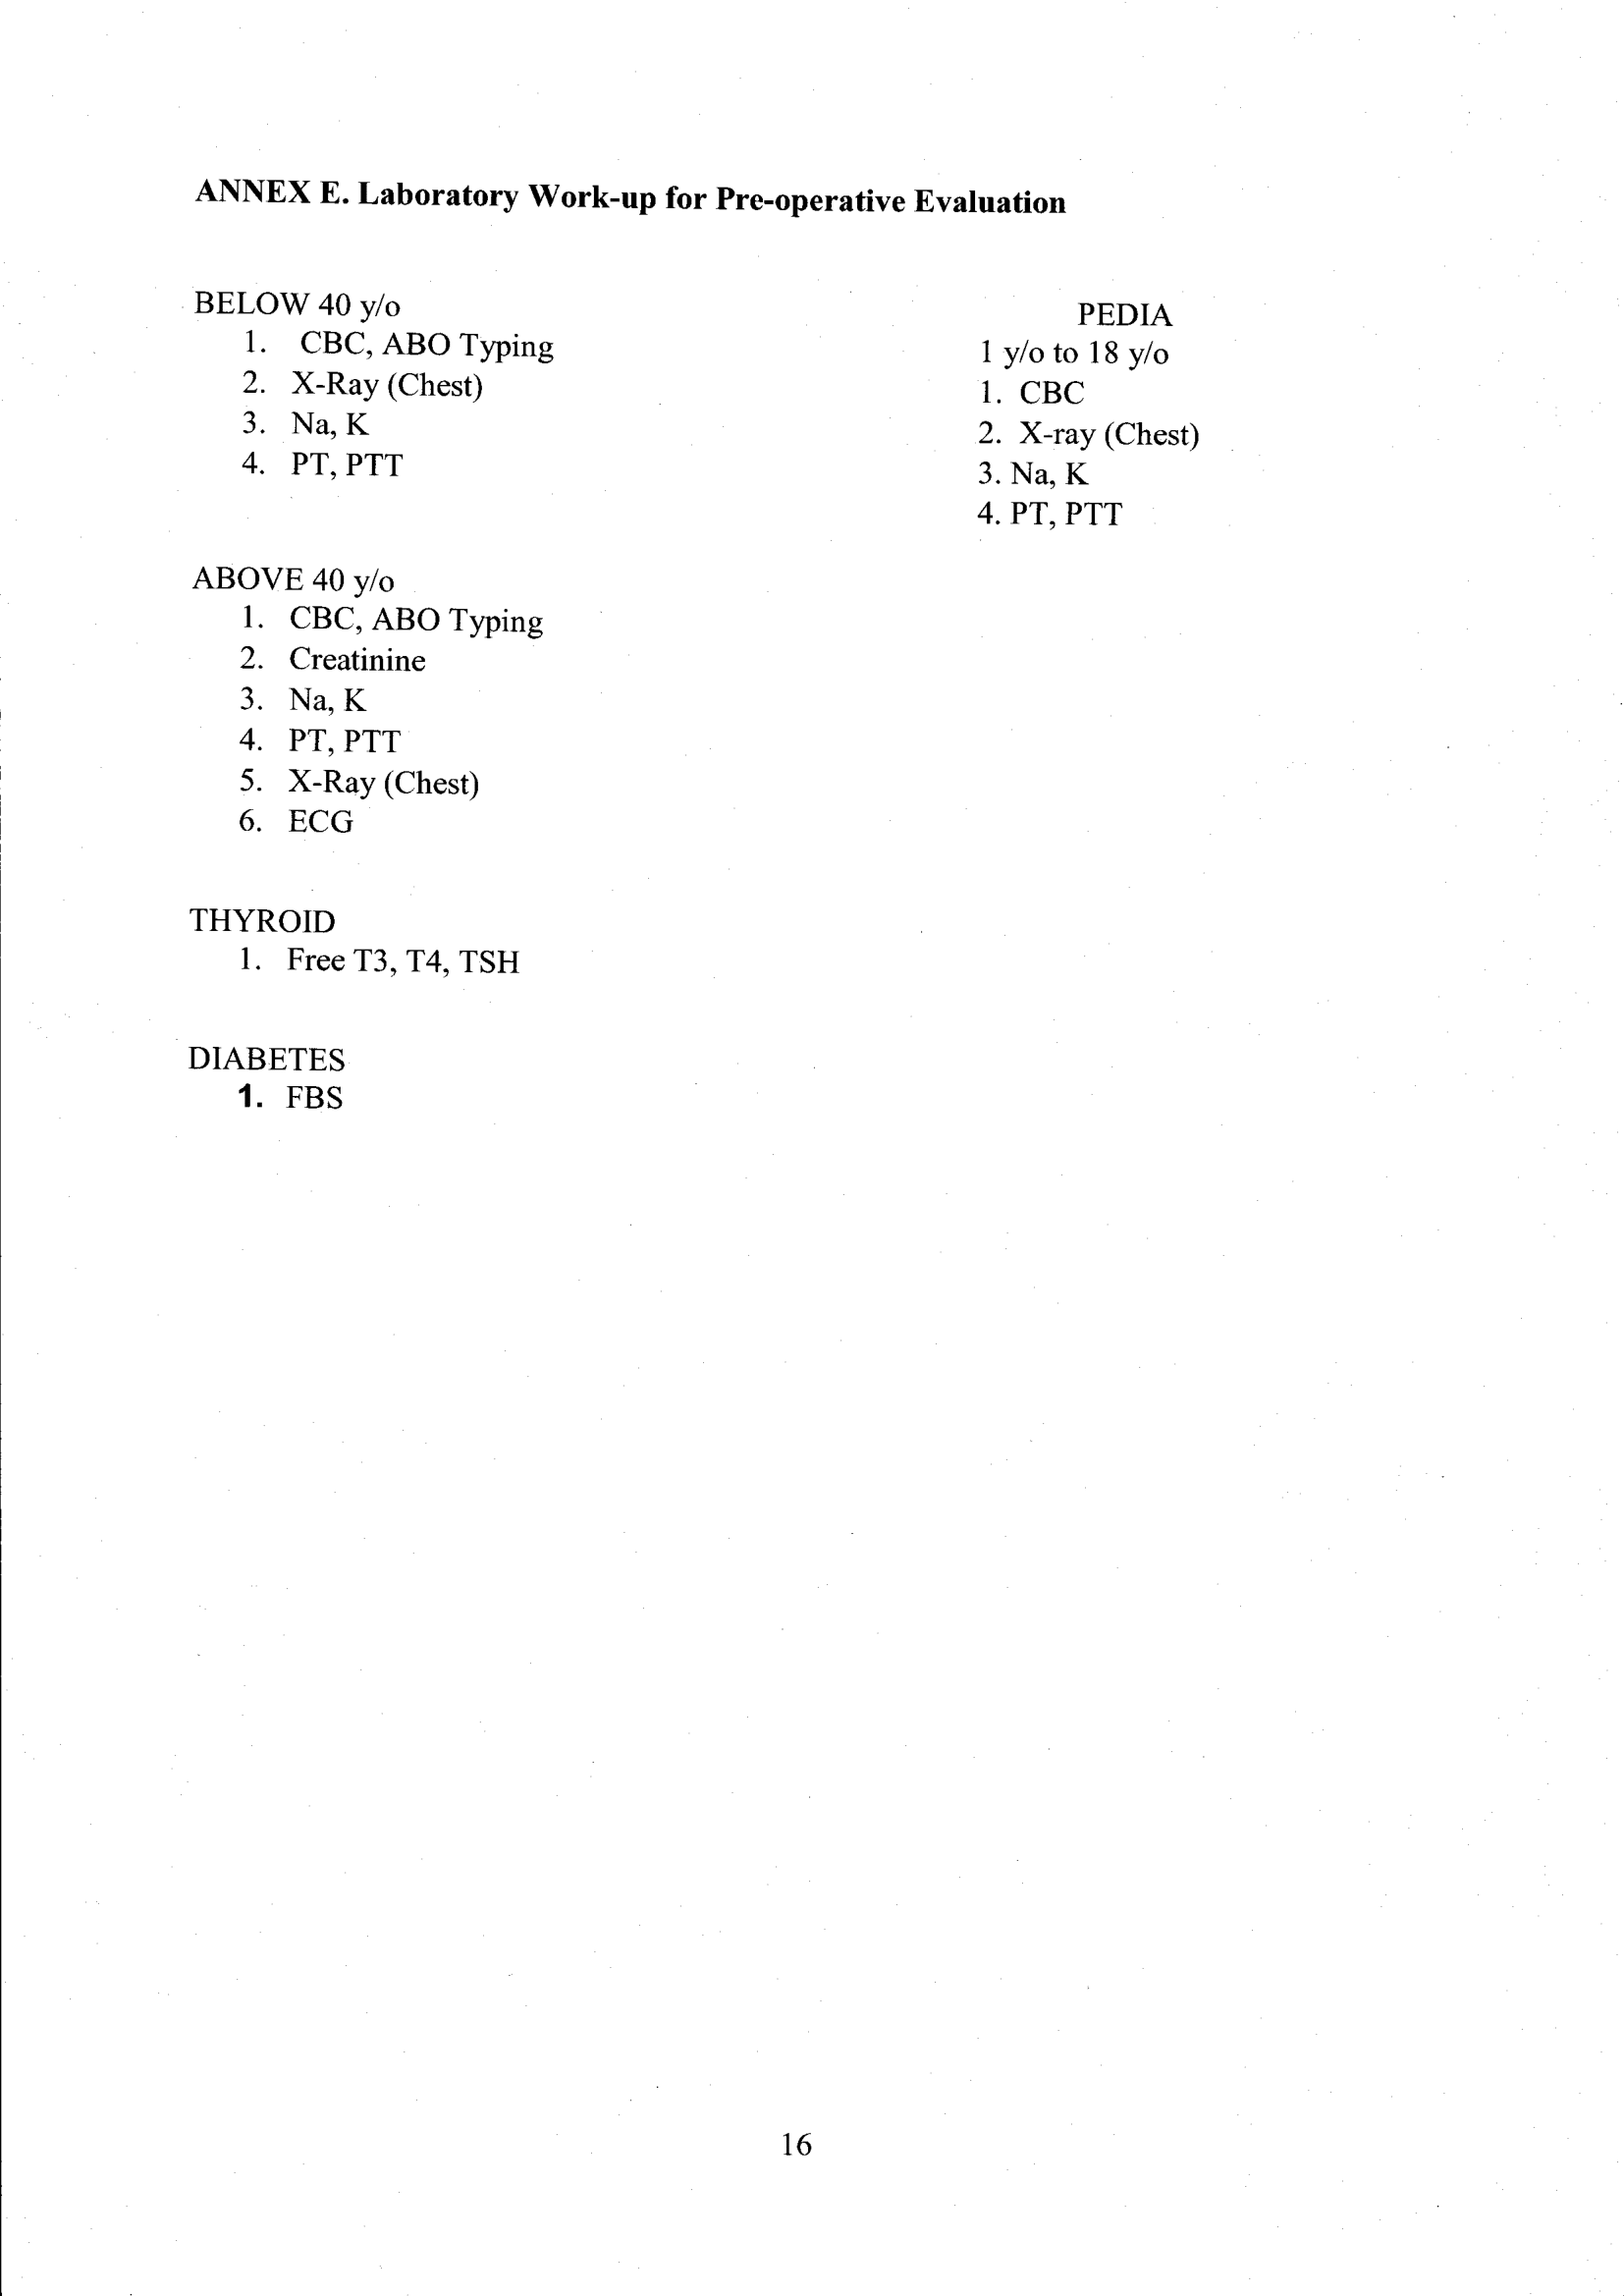 ANNEX E. Laboratory Work-up for Pre-operative Evaluation
BELOW 40 y/o
1. CBC, ABO Typing
2. X-Ray (Chest)
3. Na, K
4. PT, PTT
PEDIA
1 y/o to 18 y/o
1. CBC
2. X-ray (Chest)
3. Na, K
4. PT, PTT
ABOVE 40 y/o
1. CBC, ABO Typing
2. Creatinine
3. Na, K
4. PT, PTT
5. X-Ray (Chest)
6. ECG
THYROID
1. Free T3, T4, TSH
DIABETES
1. FBS
16